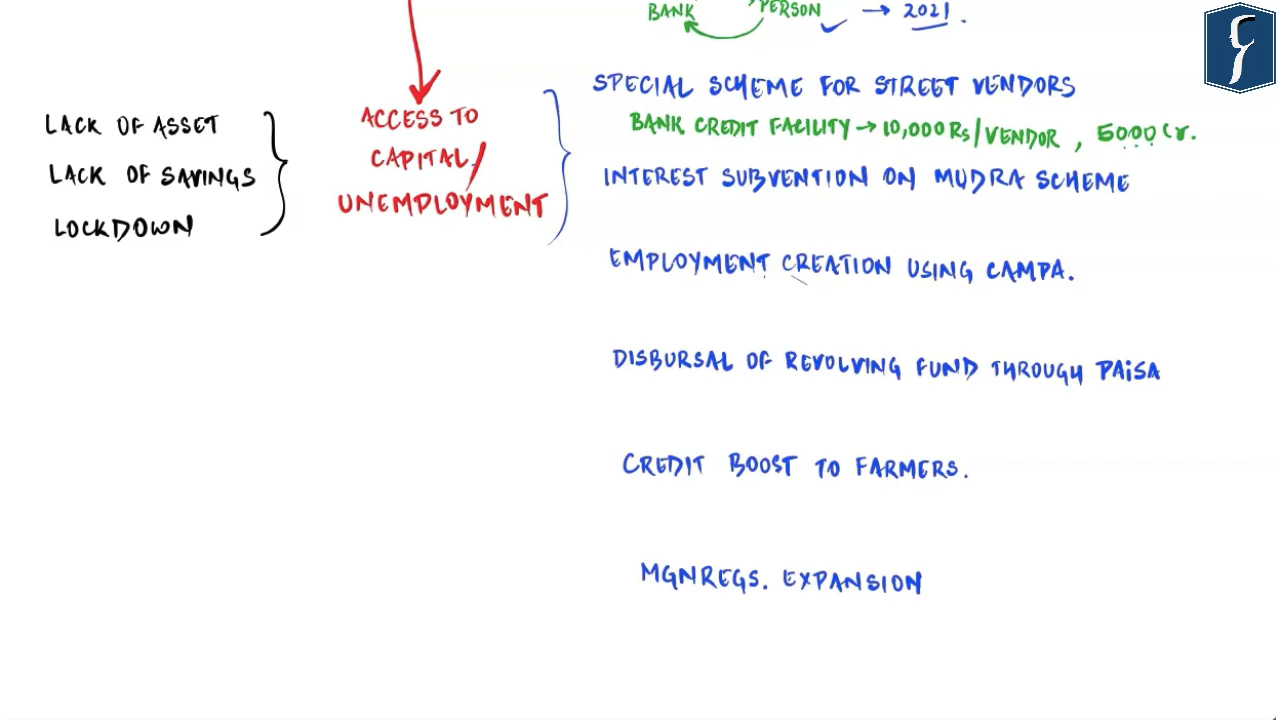 BANK PERSON → 2021.
SPECIAL SCHEME FOR STREET VENDORS
BANK CREDIT FACILITY → 10,000 Rs/VENDOR, 5000 Cr.
INTEREST SUBVENTION ON MUDRA SCHEME
LACK OF ASSET
LACK OF SAVINGS
LOCKDOWN
ACCESS TO
CAPITAL/
UNEMPLOYMENT
EMPLOYMENT CREATION USING CAMPA.
DISBURSAL OF REVOLVING FUND THROUGH PAiSA
CREDIT BOOST TO FARMERS.
MGNREGS. EXPANSION